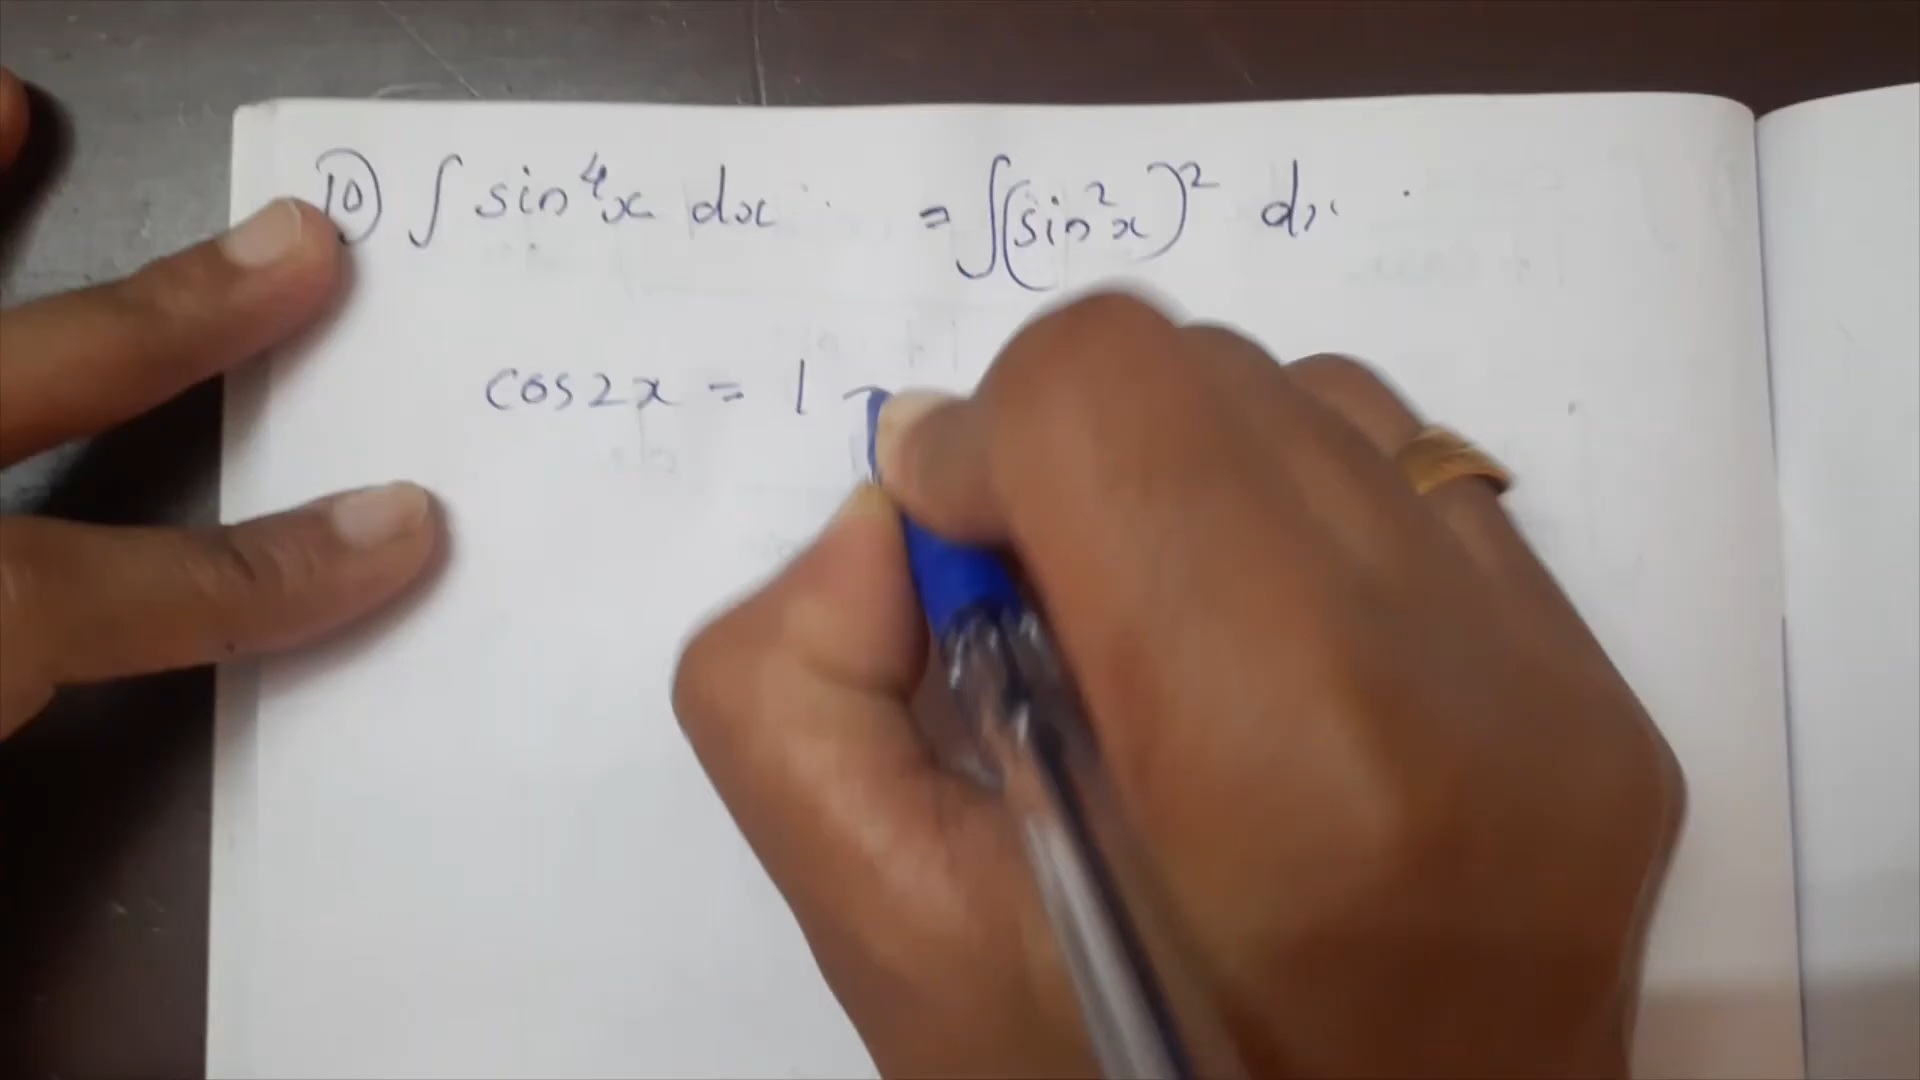 10 ∫ sin⁴x dx = ∫(sin²x)² dx
cos2x = 1 -